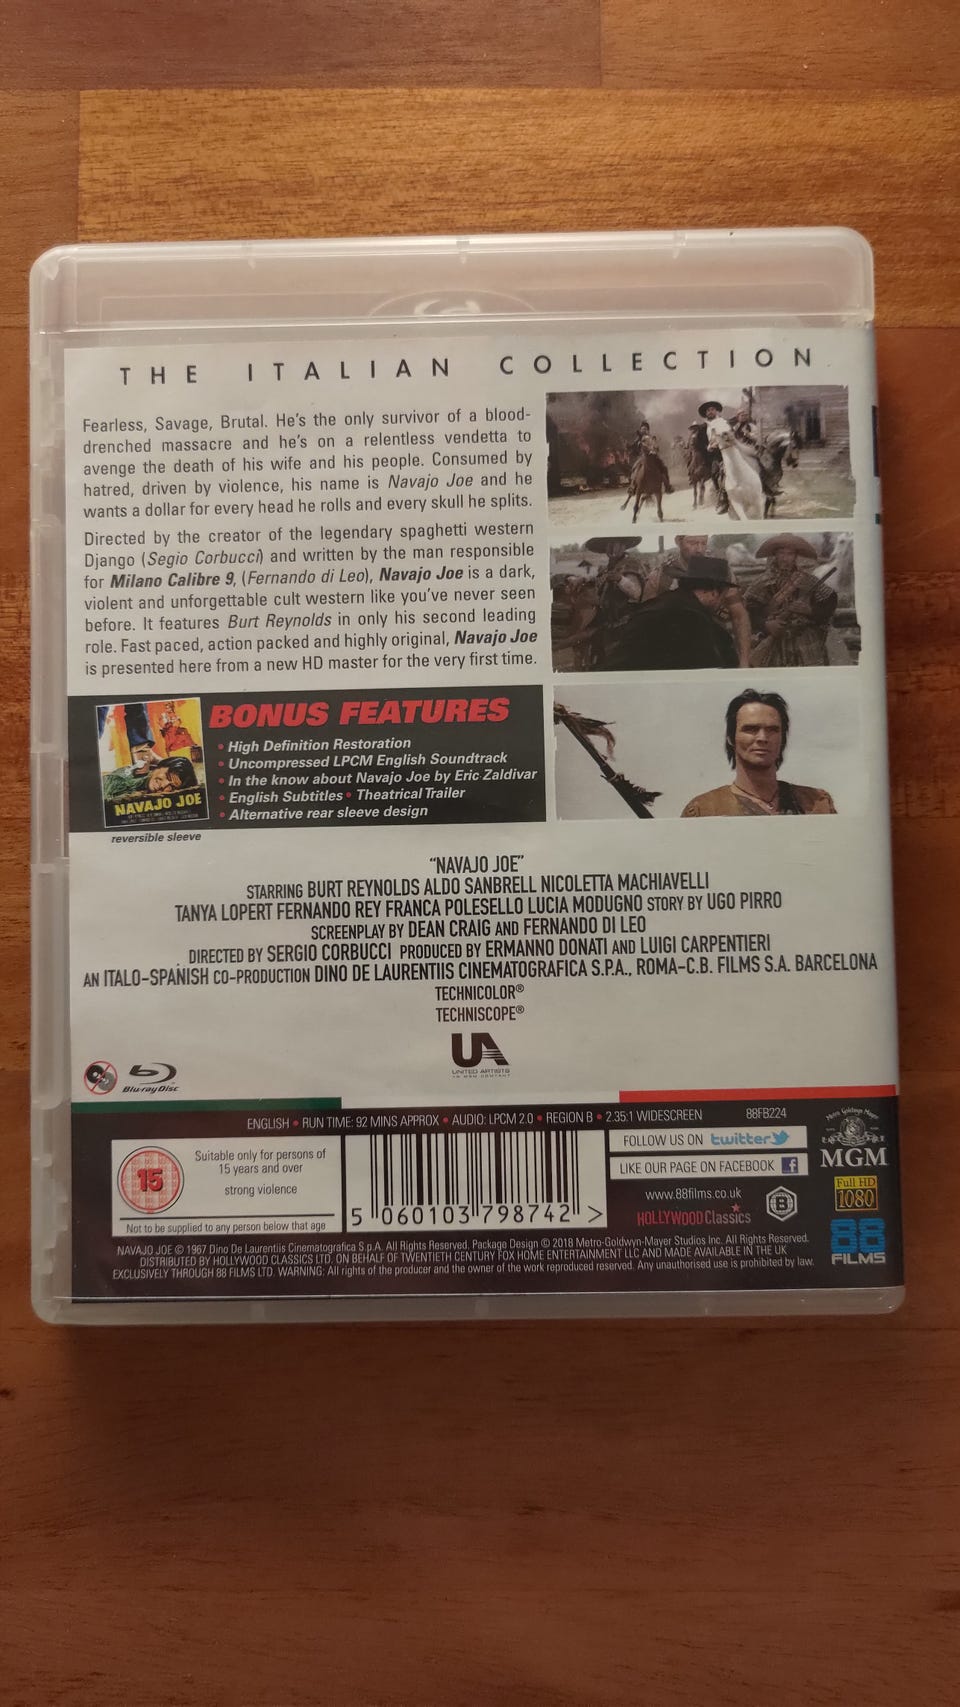 THE ITALIAN COLLECTION
Fearless, Savage, Brutal. He's the only survivor of a blood-
drenched massacre and he's on a relentless vendetta to
avenge the death of his wife and his people. Consumed by
hatred, driven by violence, his name is Navajo Joe and he
wants a dollar for every head he rolls and every skull he splits.
Directed by the creator of the legendary spaghetti western
Django (Segio Corbucci) and written by the man responsible
for Milano Calibre 9, (Fernando di Leo), Navajo Joe is a dark,
violent and unforgettable cult western like you've never seen
before. It features Burt Reynolds in only his second leading
role. Fast paced, action packed and highly original, Navajo Joe
is presented here from a new HD master for the very first time.
NAVAJO JOE
reversible sleeve
BONUS FEATURES
• High Definition Restoration
• Uncompressed LPCM English Soundtrack
• In the know about Navajo Joe by Eric Zaldivar
• English Subtitles • Theatrical Trailer
• Alternative rear sleeve design
"NAVAJO JOE"
STARRING BURT REYNOLDS ALDO SANBRELL NICOLETTA MACHIAVELLI
TANYA LOPERT FERNANDO REY FRANCA POLESELLO LUCIA MODUGNO STORY BY UGO PIRRO
SCREENPLAY BY DEAN CRAIG AND FERNANDO DI LEO
DIRECTED BY SERGIO CORBUCCI PRODUCED BY ERMANNO DONATI AND LUIGI CARPENTIERI
AN ITALO-SPANISH CO-PRODUCTION DINO DE LAURENTIIS CINEMATOGRAFICA S.P.A., ROMA-C.B. FILMS S.A. BARCELONA
TECHNICOLOR®
TECHNISCOPE®
UA
UNITED ARTISTS
Blu-ray Disc
ENGLISH • RUN TIME: 92 MINS APPROX • AUDIO: LPCM 2.0 • REGION B • 2.35:1 WIDESCREEN 88FB224
15
Suitable only for persons of
15 years and over
strong violence
Not to be supplied to any person below that age
5 060103 798742 >
FOLLOW US ON twitter
LIKE OUR PAGE ON FACEBOOK f
www.88films.co.uk
HOLLYWOOD Classics
B
Metro Goldwyn Mayer
MGM
Full HD
1080
88
FILMS
NAVAJO JOE © 1967 Dino De Laurentiis Cinematografica S.p.A. All Rights Reserved. Package Design © 2018 Metro-Goldwyn-Mayer Studios Inc. All Rights Reserved.
DISTRIBUTED BY HOLLYWOOD CLASSICS LTD. ON BEHALF OF TWENTIETH CENTURY FOX HOME ENTERTAINMENT LLC AND MADE AVAILABLE IN THE UK
EXCLUSIVELY THROUGH 88 FILMS LTD. WARNING: All rights of the producer and the owner of the work reproduced reserved. Any unauthorised use is prohibited by law.